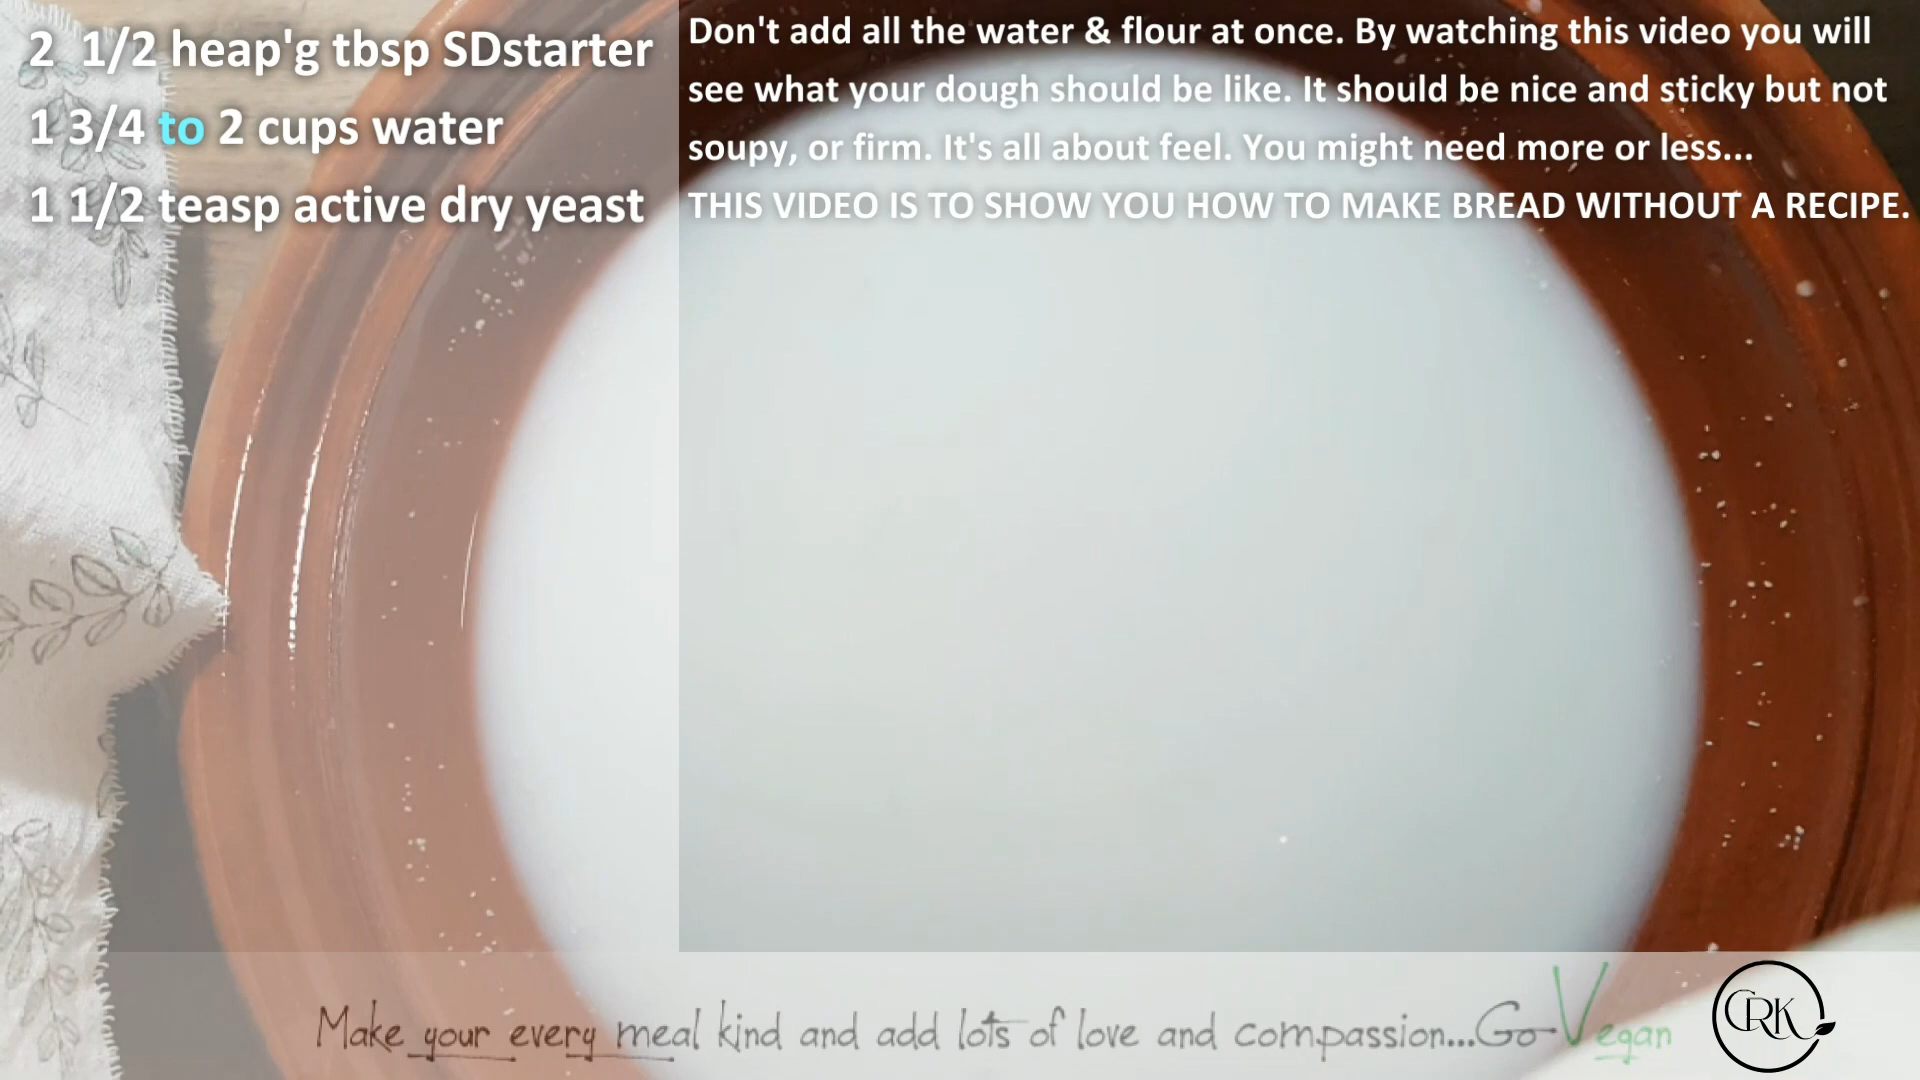 2 1/2 heap'g tbsp SDstarter
1 3/4 to 2 cups water
1 1/2 teasp active dry yeast
Don't add all the water & flour at once. By watching this video you will
see what your dough should be like. It should be nice and sticky but not
soupy, or firm. It's all about feel. You might need more or less...
THIS VIDEO IS TO SHOW YOU HOW TO MAKE BREAD WITHOUT A RECIPE.
Make your every meal kind and add lots of love and compassion...Go Vegan
CRK